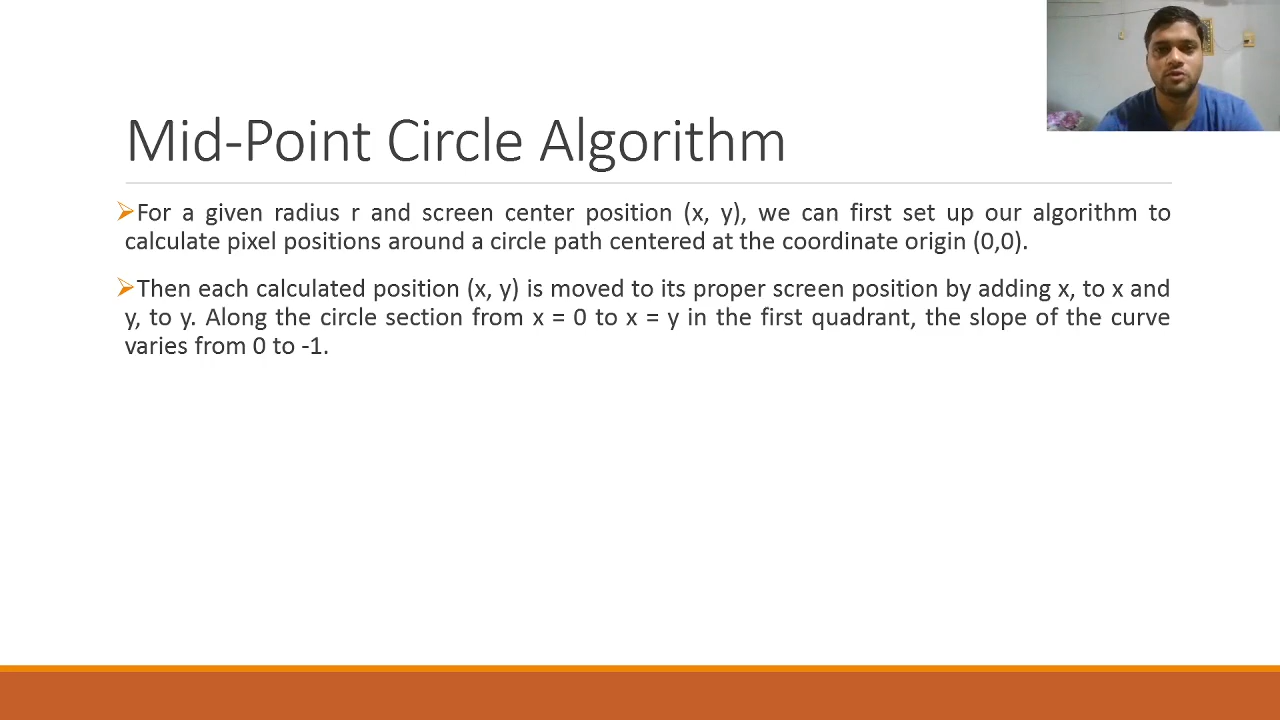 Mid-Point Circle Algorithm
➢For a given radius r and screen center position (x, y), we can first set up our algorithm to
calculate pixel positions around a circle path centered at the coordinate origin (0,0).
➢Then each calculated position (x, y) is moved to its proper screen position by adding x, to x and
y, to y. Along the circle section from x = 0 to x = y in the first quadrant, the slope of the curve
varies from 0 to -1.